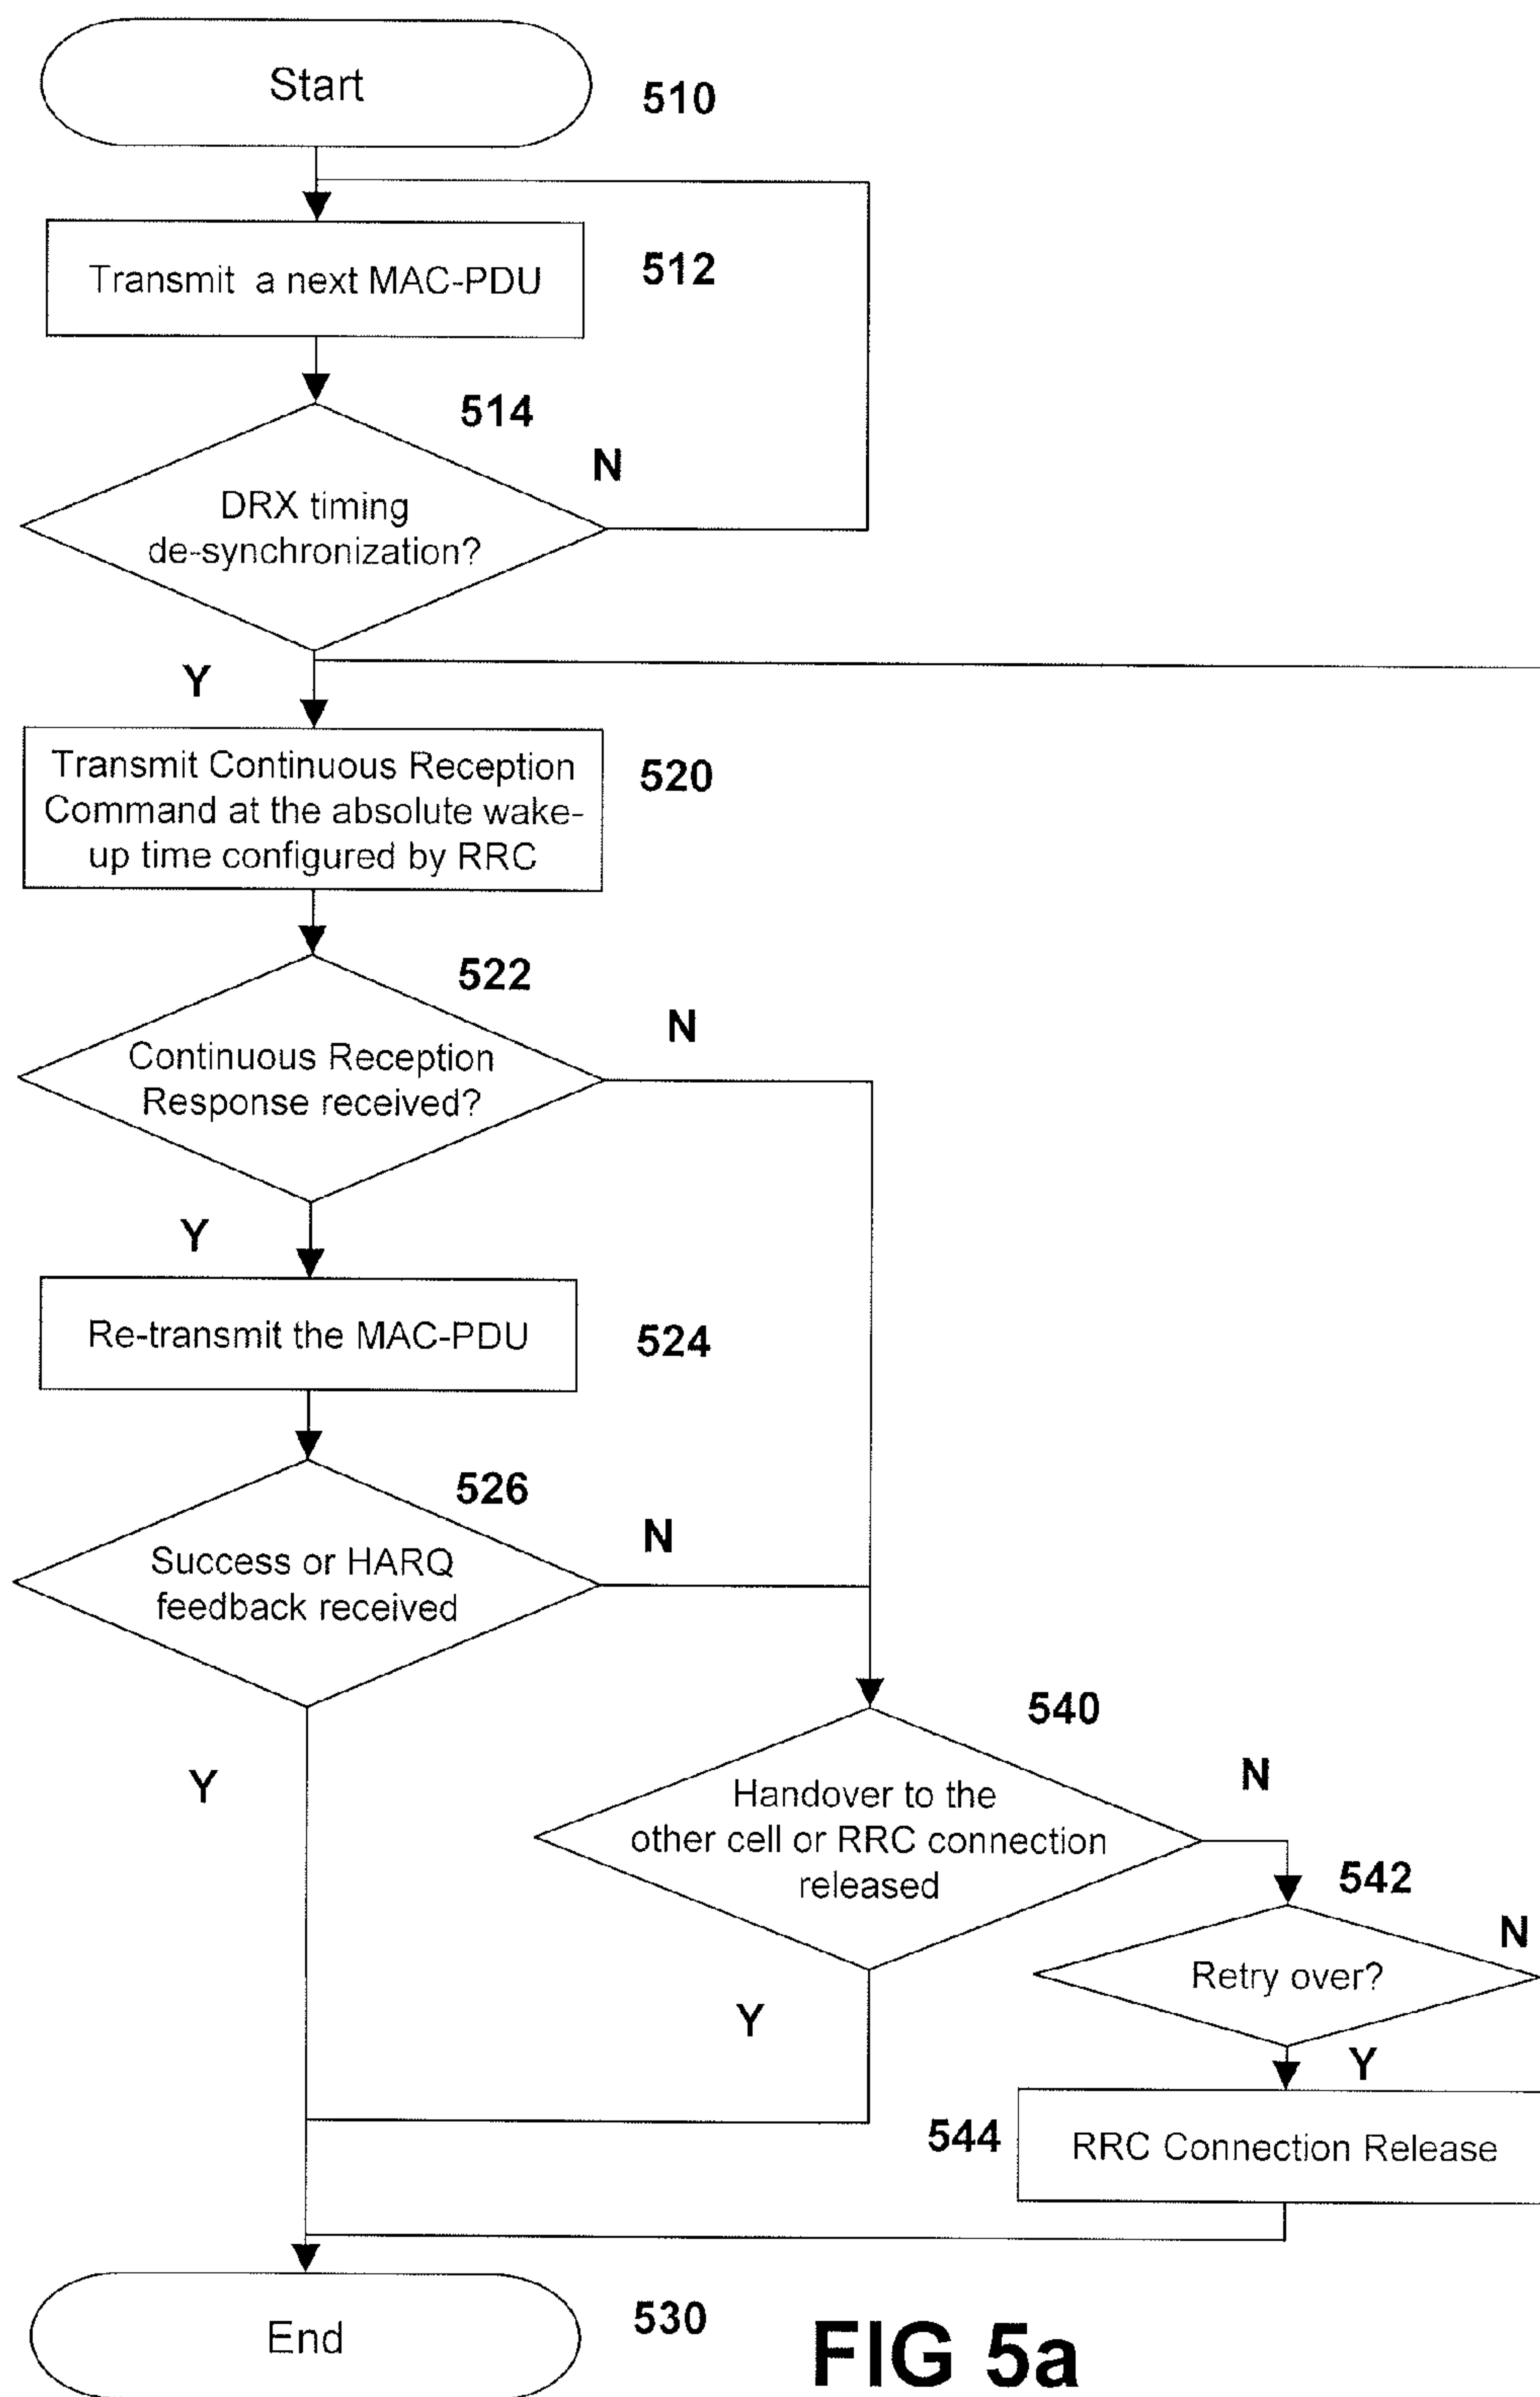 Start
510
Transmit a next MAC-PDU
512
514
N
DRX timing
de-synchronization?
Y
Transmit Continuous Reception
Command at the absolute wake-
up time configured by RRC
520
522
N
Continuous Reception
Response received?
Y
Re-transmit the MAC-PDU
524
526
N
Success or HARQ
feedback received
540
Y
N
Handover to the
other cell or RRC connection
released
542
N
Retry over?
Y
Y
544
RRC Connection Release
End
530
FIG 5a